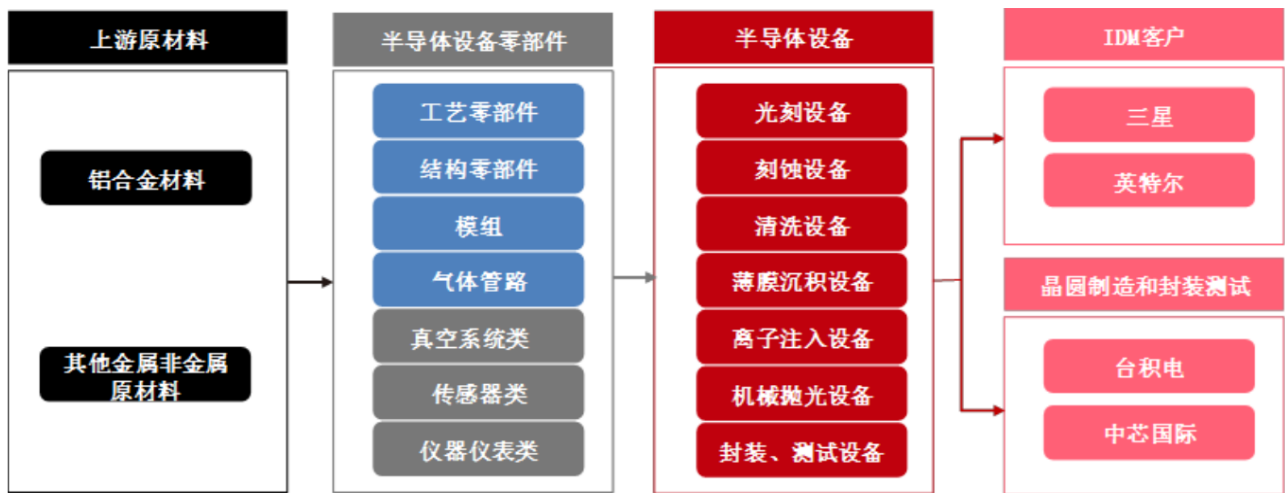 上游原材料
铝合金材料
其他金属非金属
原材料
半导体设备零部件
工艺零部件
结构零部件
模组
气体管路
真空系统类
传感器类
仪器仪表类
半导体设备
光刻设备
刻蚀设备
清洗设备
薄膜沉积设备
离子注入设备
机械抛光设备
封装、测试设备
IDM客户
三星
英特尔
晶圆制造和封装测试
台积电
中芯国际